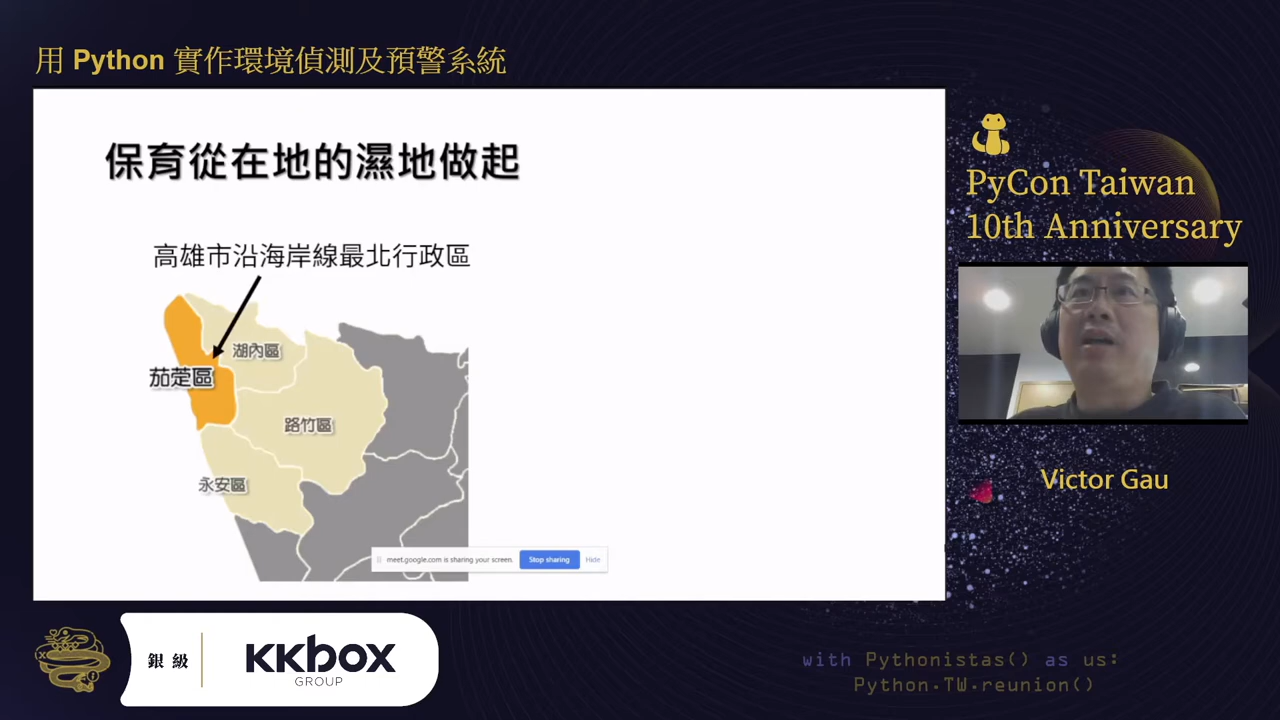 用 Python 實作環境偵測及預警系統
保育從在地的濕地做起
高雄市沿海岸線最北行政區
湖內區
茄萣區
路竹區
永安區
meet.google.com is sharing your screen.
Stop sharing
Hide
PyCon Taiwan
10th Anniversary
Victor Gau
銀級
KKBOX
GROUP
with Pythonistas() as us:
Python.TW.reunion()